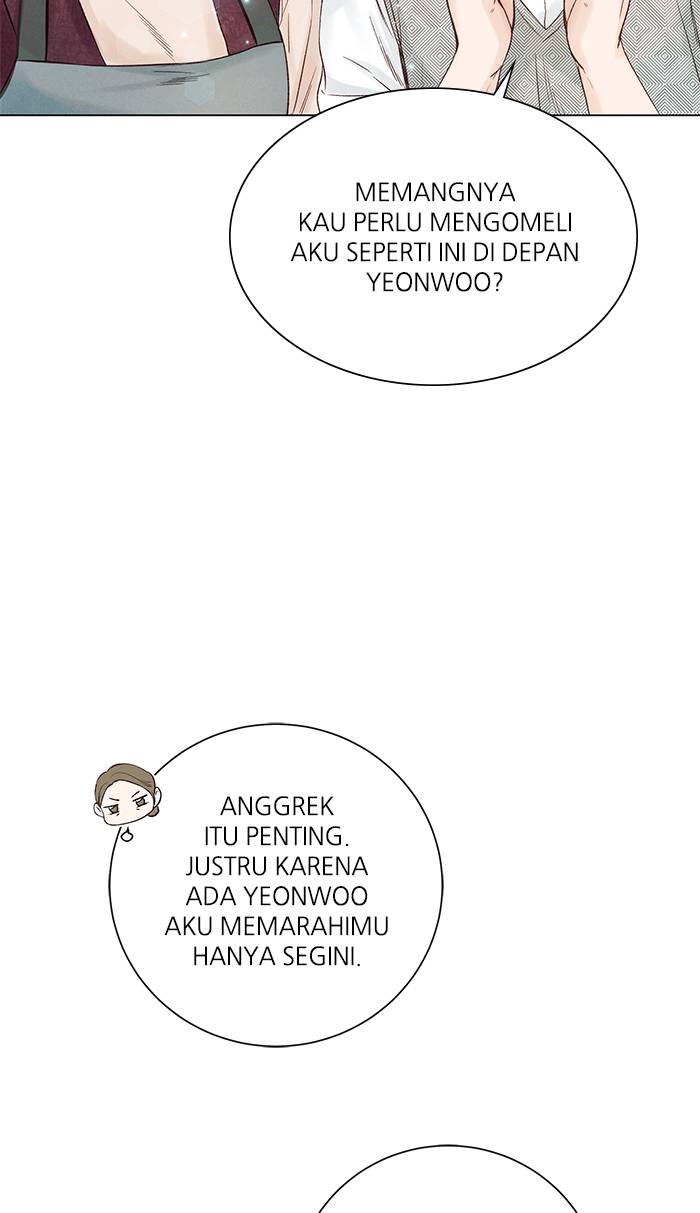 MEMANGNYA
KAU PERLU MENGOMELI
AKU SEPERTI INI DI DEPAN
YEONWOO?
ANGGREK
ITU PENTING.
JUSTRU KARENA
ADA YEONWOO
AKU MEMARAHIMU
HANYA SEGINI.